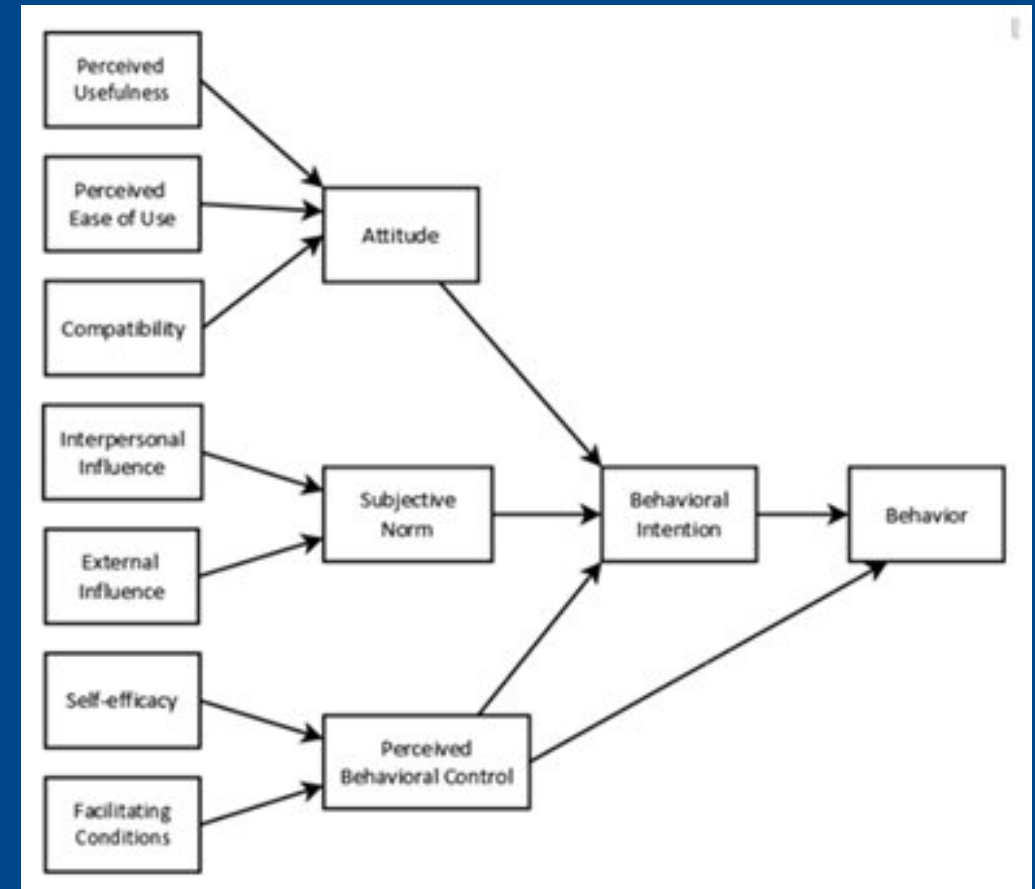 Perceived
Usefulness
Perceived
Ease of Use
Compatibility
Interpersonal
Influence
External
Influence
Self-efficacy
Facilitating
Conditions
Attitude
Subjective
Norm
Perceived
Behavioral Control
Behavioral
Intention
Behavior